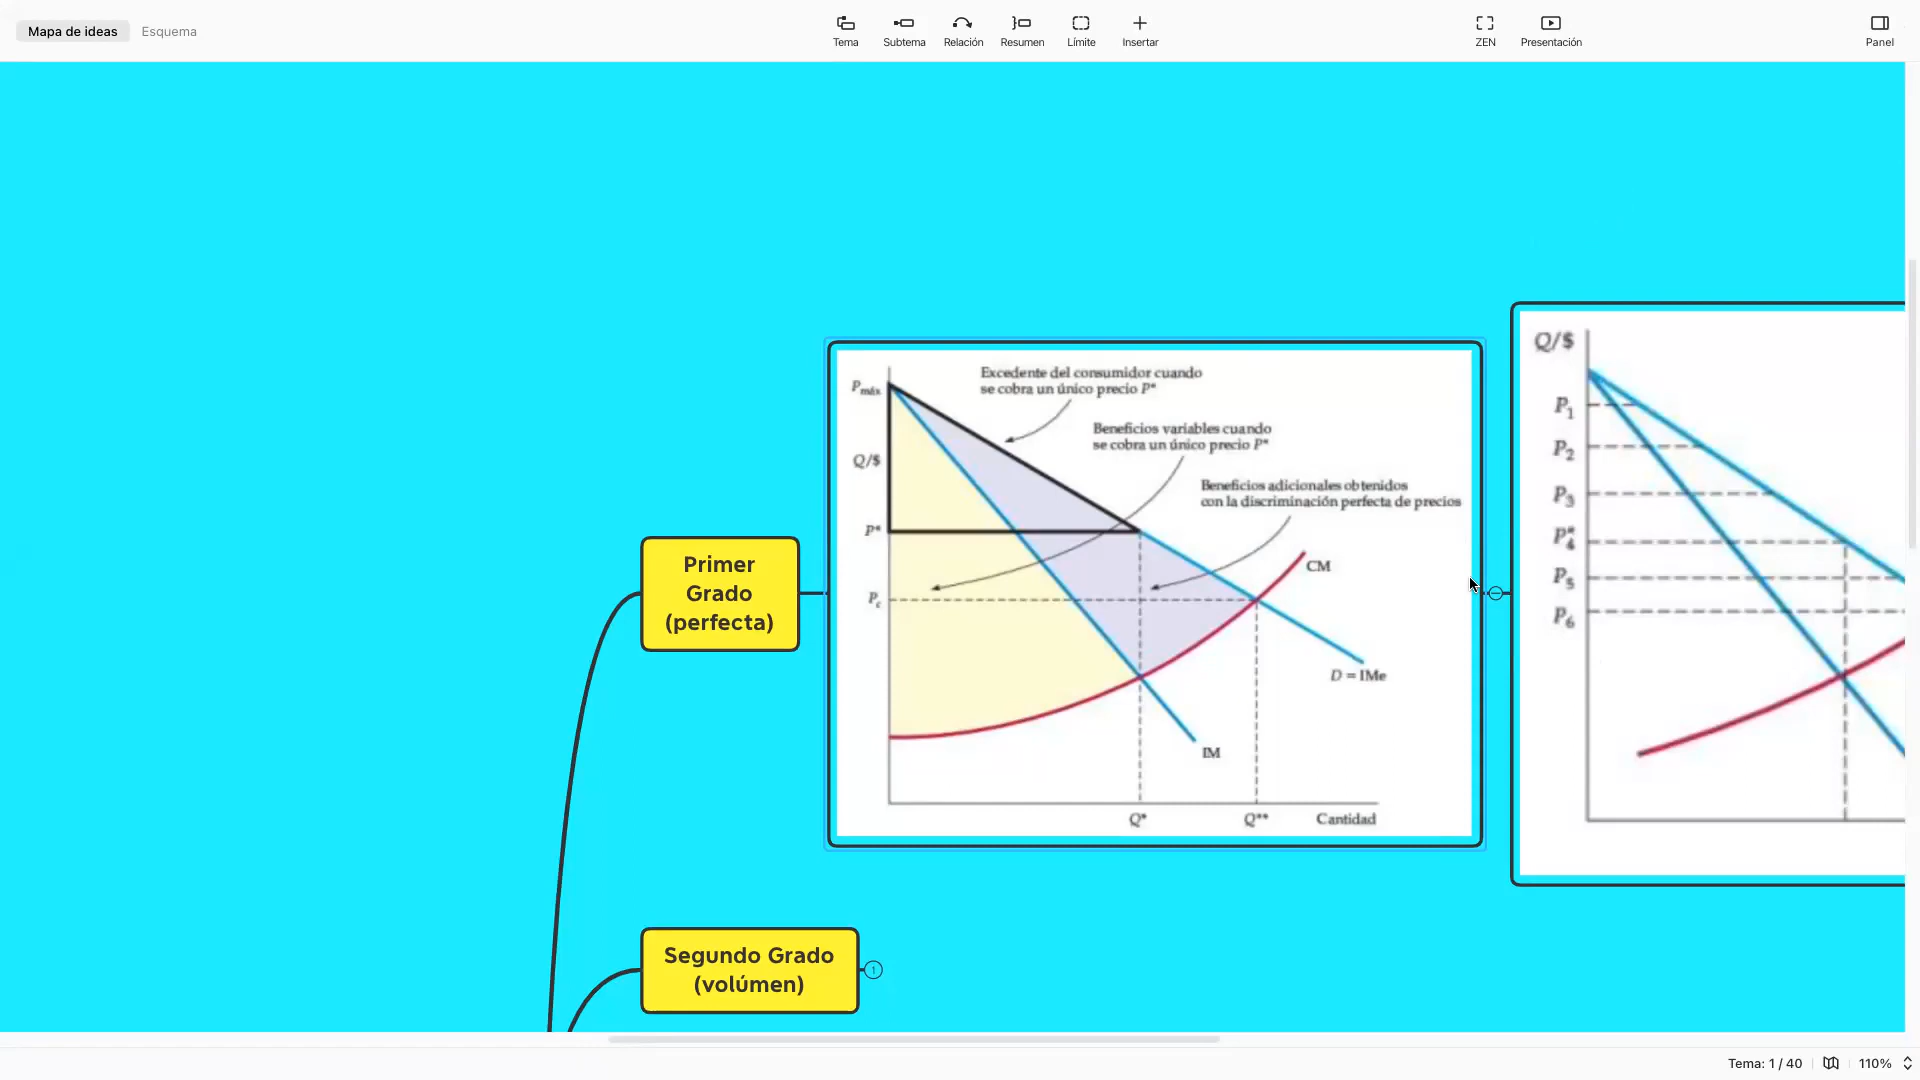 Mapa de ideas
Esquema
Tema
Subtema
Relación
Resumen
Límite
Insertar
ZEN
Presentación
Panel
Primer
Grado
(perfecta)
Pmáx
Q/$
P*
Pc
Excedente del consumidor cuando
se cobra un único precio P*
Beneficios variables cuando
se cobra un único precio P*
Beneficios adicionales obtenidos
con la discriminación perfecta de precios
CM
D = IMe
IM
Q*
Q**
Cantidad
Q/$
P1
P2
P3
P*4
P5
P6
Segundo Grado
(volúmen)
1
Tema: 1 / 40
110%